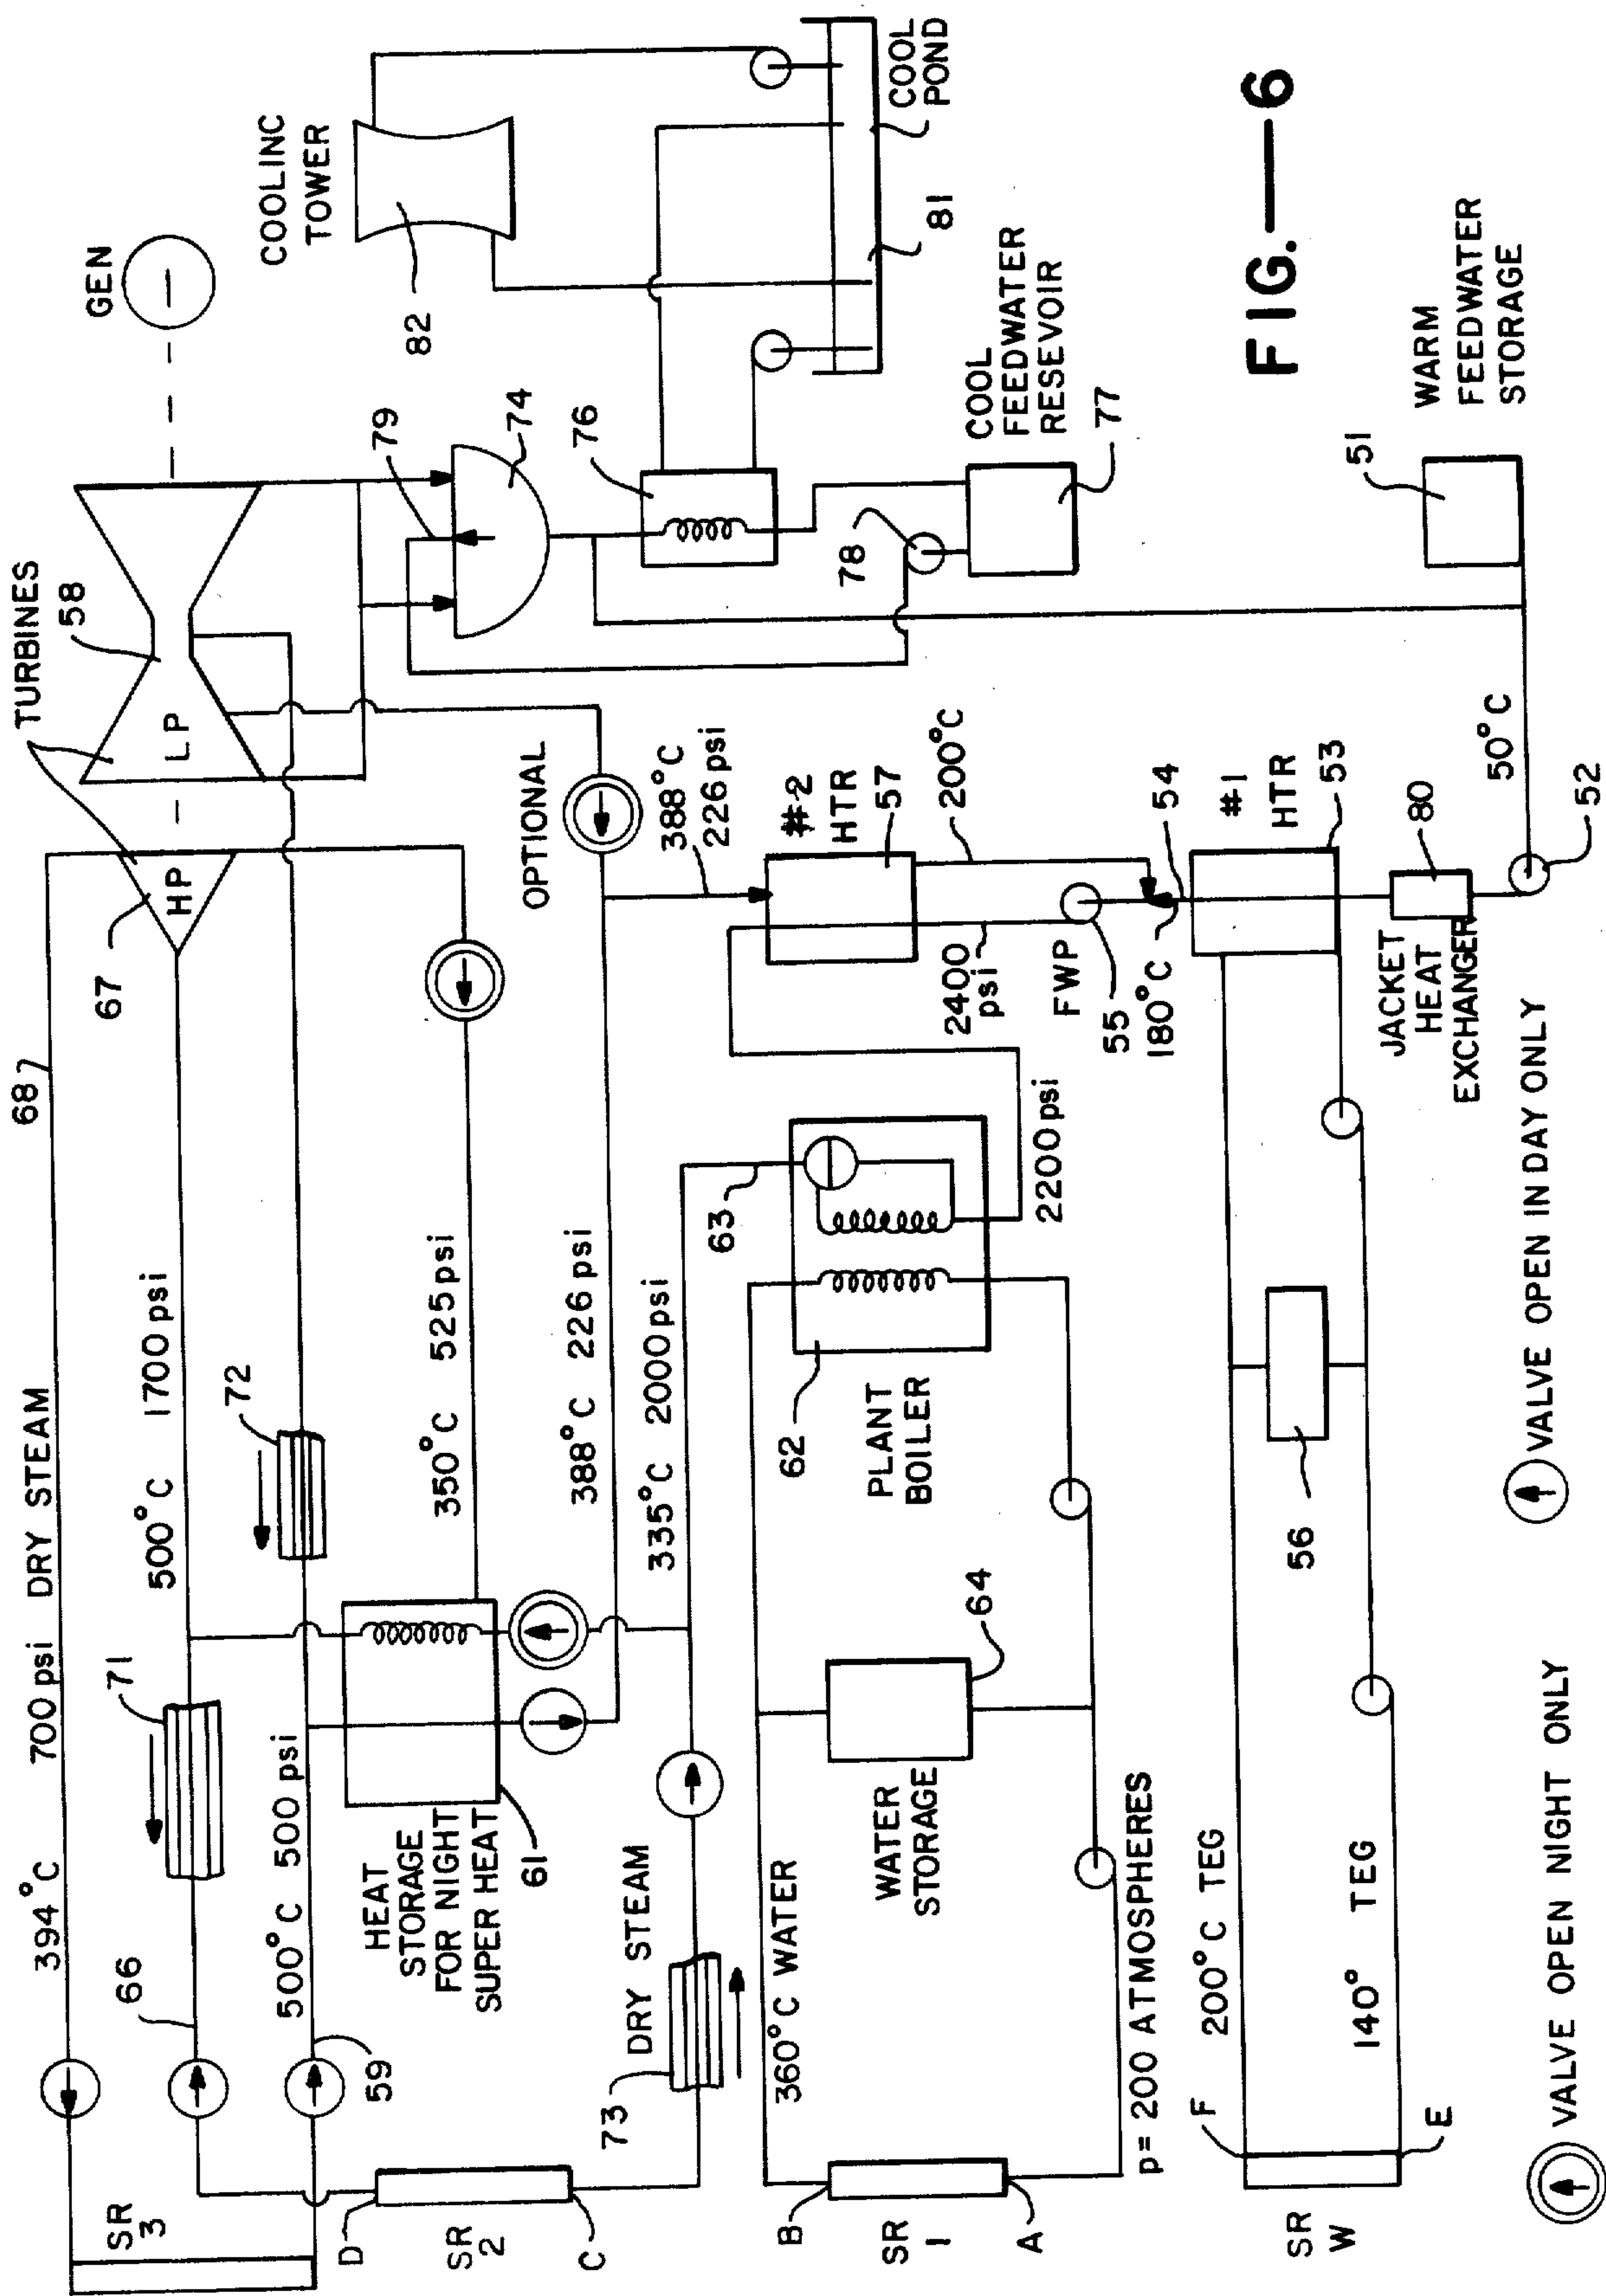 GEN
TURBINES
58
LP
HP
67
68
394°C 700 psi DRY STEAM
500°C 1700 psi
71
72
66
500°C 500 psi
59
SR
3
D
SR
2
C
HEAT
STORAGE
FOR NIGHT
SUPER HEAT
61
350°C 525 psi
388°C 226 psi
335°C 2000 psi
OPTIONAL
388°C
226 psi
79
74
76
78
COOLINC
TOWER
82
COOL
POND
81
COOL
FEEDWATER
RESEVOIR
77
DRY STEAM
73
360°C WATER
B
SR
1
A
p= 200 ATMOSPHERES
WATER
STORAGE
64
62
PLANT
BOILER
63
2200 psi
#2
HTR
57
200°C
2400
psi
FWP
55
180°C
54
#1
HTR
53
80
JACKET
HEAT
EXCHANGER
50°C
52
51
WARM
FEEDWATER
STORAGE
F
200°C TEG
SR
W
140° TEG
E
56
VALVE OPEN NIGHT ONLY
VALVE OPEN IN DAY ONLY
FIG.—6